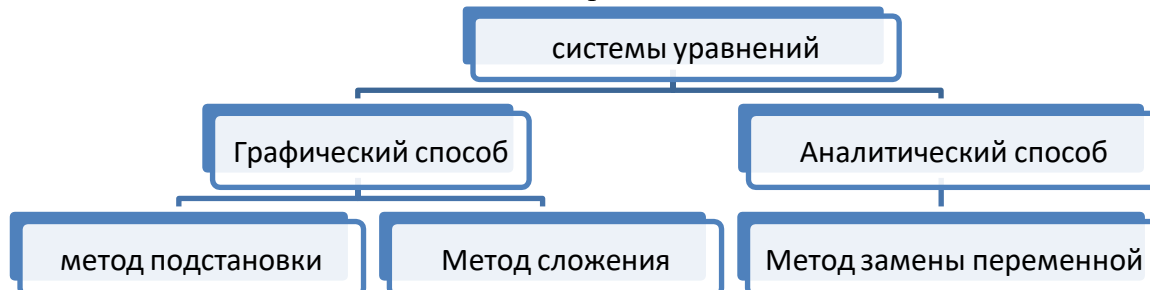 системы уравнений
Графический способ
Аналитический способ
метод подстановки
Метод сложения
Метод замены переменной